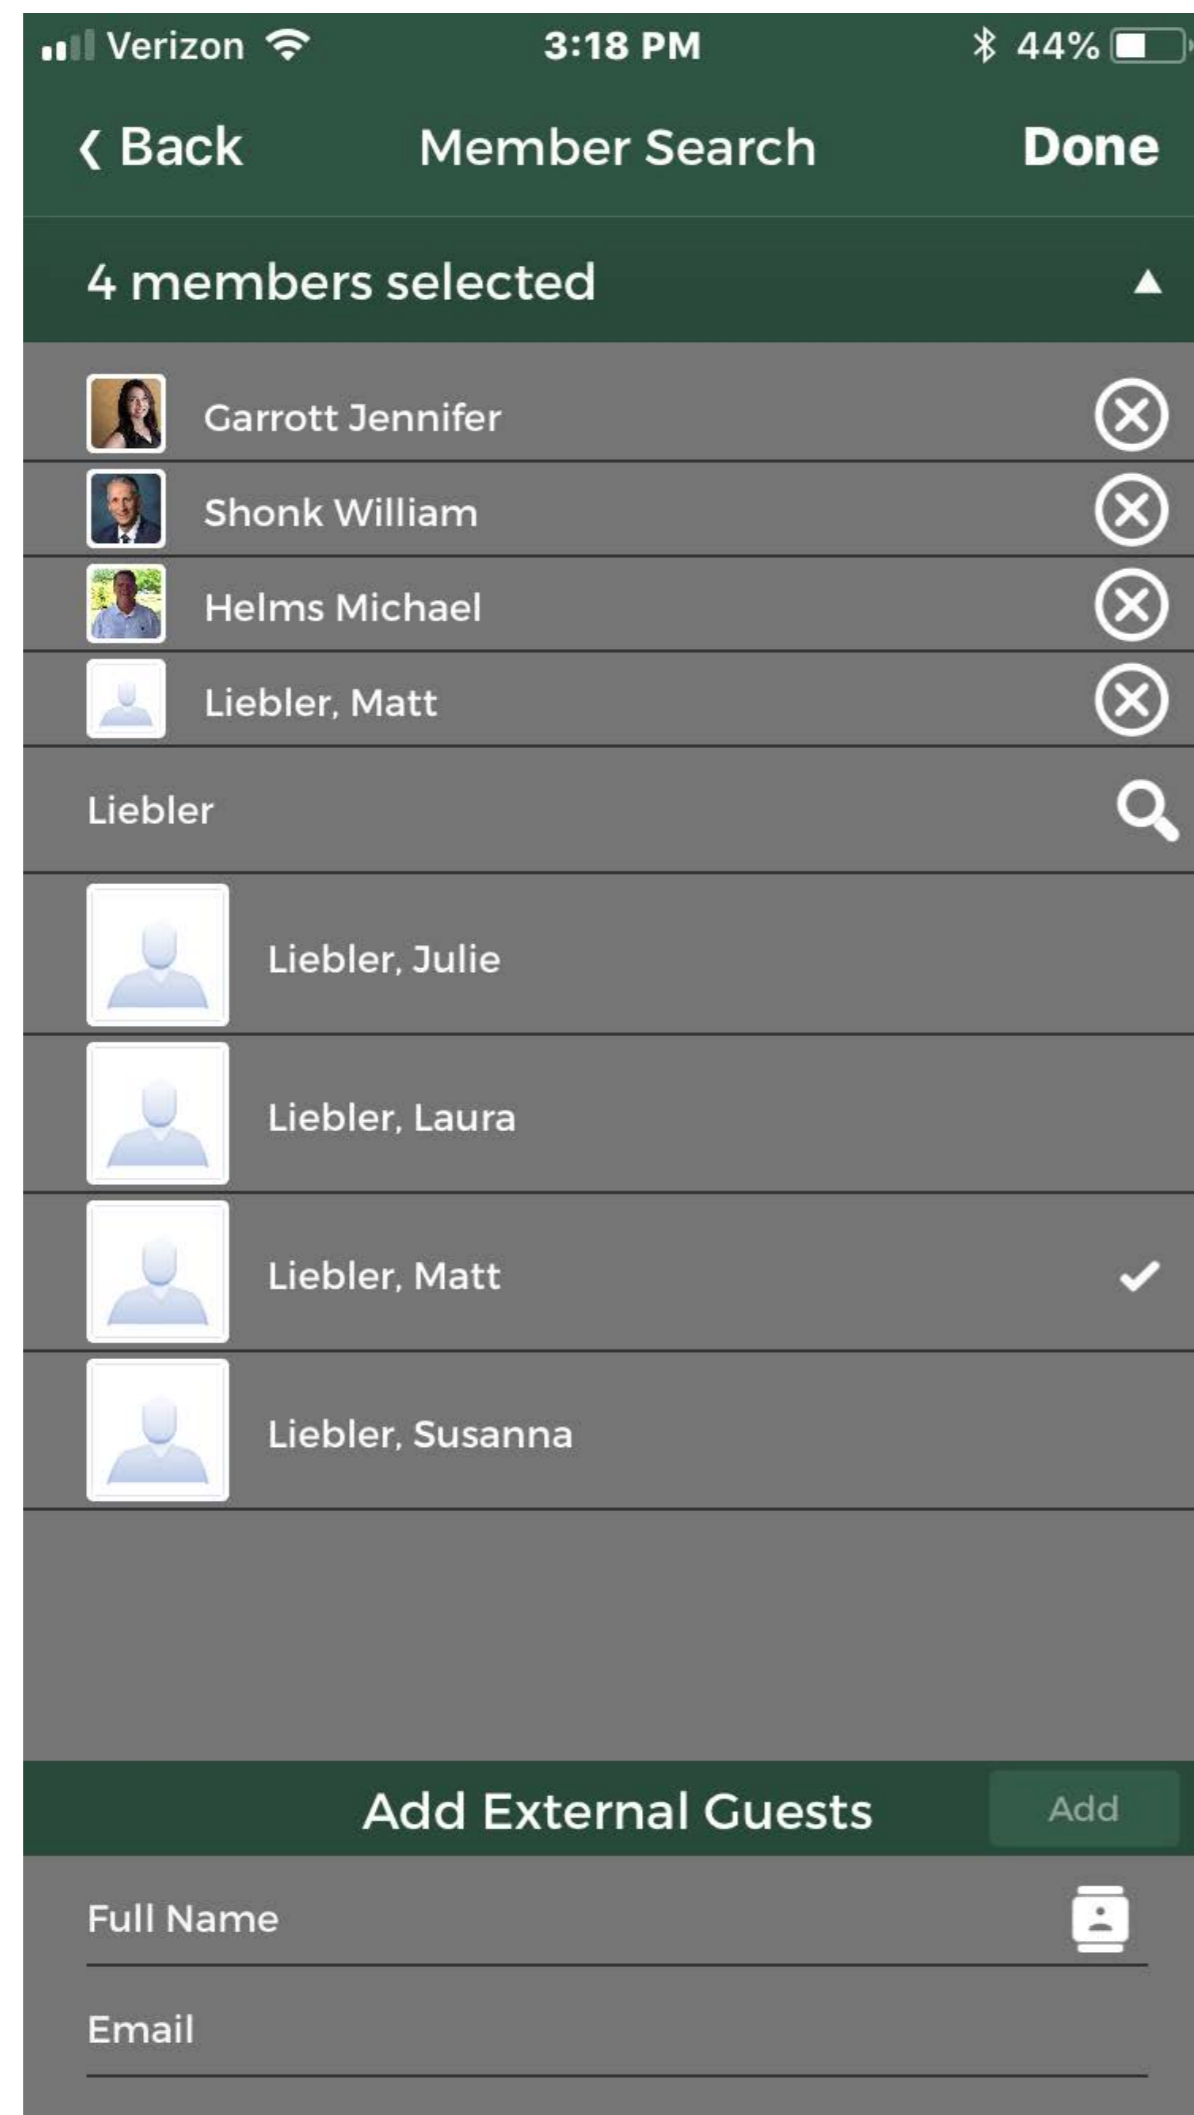 Verizon 3:18 PM 44%
Back Member Search Done
4 members selected
Garrott Jennifer
Shonk William
Helms Michael
Liebler, Matt
Liebler
Liebler, Julie
Liebler, Laura
Liebler, Matt
Liebler, Susanna
Add External Guests Add
Full Name
Email